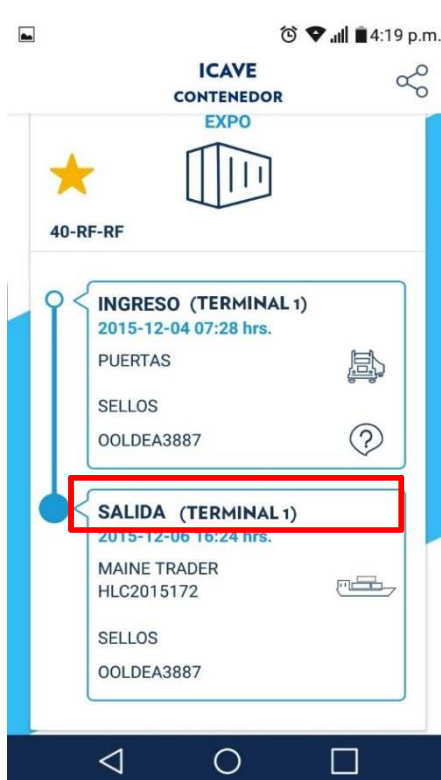 4:19 p.m.
ICAVE
CONTENEDOR
EXPO
40-RF-RF
INGRESO (TERMINAL 1)
2015-12-04 07:28 hrs.
PUERTAS
SELLOS
OOLDEA3887
?
SALIDA (TERMINAL 1)
2015-12-06 16:24 hrs.
MAINE TRADER
HLC2015172
SELLOS
OOLDEA3887